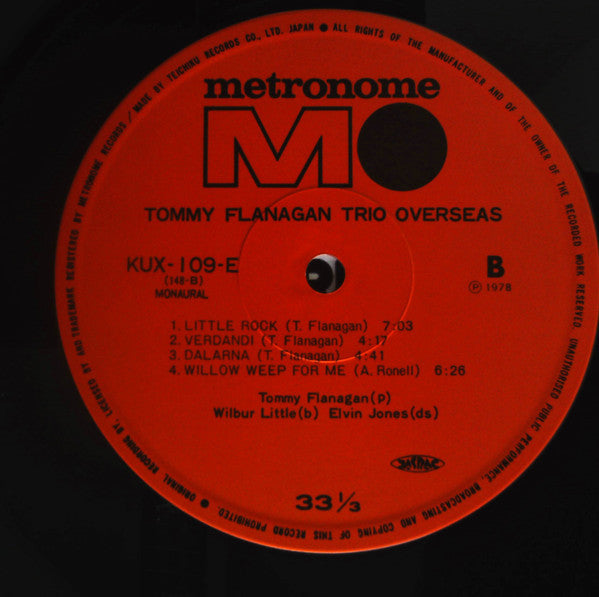 ORIGINAL RECORDING BY, LICENSED BY AND TRADEMARK REGISTERED BY METRONOME RECORDS / MADE BY TEICHIKU RECORDS CO., LTD. JAPAN ● ALL RIGHTS OF THE MANUFACTURER AND OF THE OWNER OF THE RECORDED WORK RESERVED. UNAUTHORISED PUBLIC PERFORMANCE, BROADCASTING AND COPYING OF THIS RECORD PROHIBITED. ●
metronome
MO
TOMMY FLANAGAN TRIO OVERSEAS
KUX-109-E
(148-B)
MONAURAL
B
Ⓟ 1978
1. LITTLE ROCK (T. Flanagan) 7:03
2. VERDANDI (T. Flanagan) 4:17
3. DALARNA (T. Flanagan) 4:41
4. WILLOW WEEP FOR ME (A. Ronell) 6:26
Tommy Flanagan(p)
Wilbur Little(b) Elvin Jones(ds)
JASRAC
33 1/3